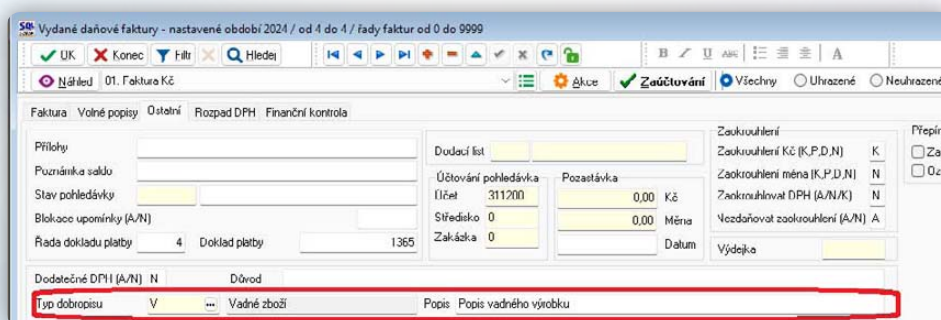 Vydané daňové faktury - nastavené období 2024 / od 4 do 4 / řady faktur od 0 do 9999
OK Konec Filtr Hledej B I U ABC A
Náhled 01. Faktura Kč Akce Zaúčtování Všechny Uhrazené Neuhrazené
Faktura Volné popisy Ostatní Rozpad DPH Finanční kontrola
Přílohy
Poznámka saldo
Stav pohledávky
Blokace upomínky (A/N)
Řada dokladu platby 4 Doklad platby 1365
Dodací list
Účtování pohledávka
Účet 311200
Středisko 0
Zakázka 0
Pozastávka
0,00 Kč
0,00 Měna
Datum
Zaokrouhlení
Zaokrouhlení Kč (K,P,D,N) K
Zaokrouhlení měna (K,P,D,N) N
Zaokrouhlovat DPH (A/N/K) N
Nezdaňovat zaokrouhlení (A/N) A
Výdejka
Přepín
Za
Oz
Dodatečné DPH (A/N) N Důvod
Typ dobropisu V ... Vadné zboží Popis Popis vadného výrobku